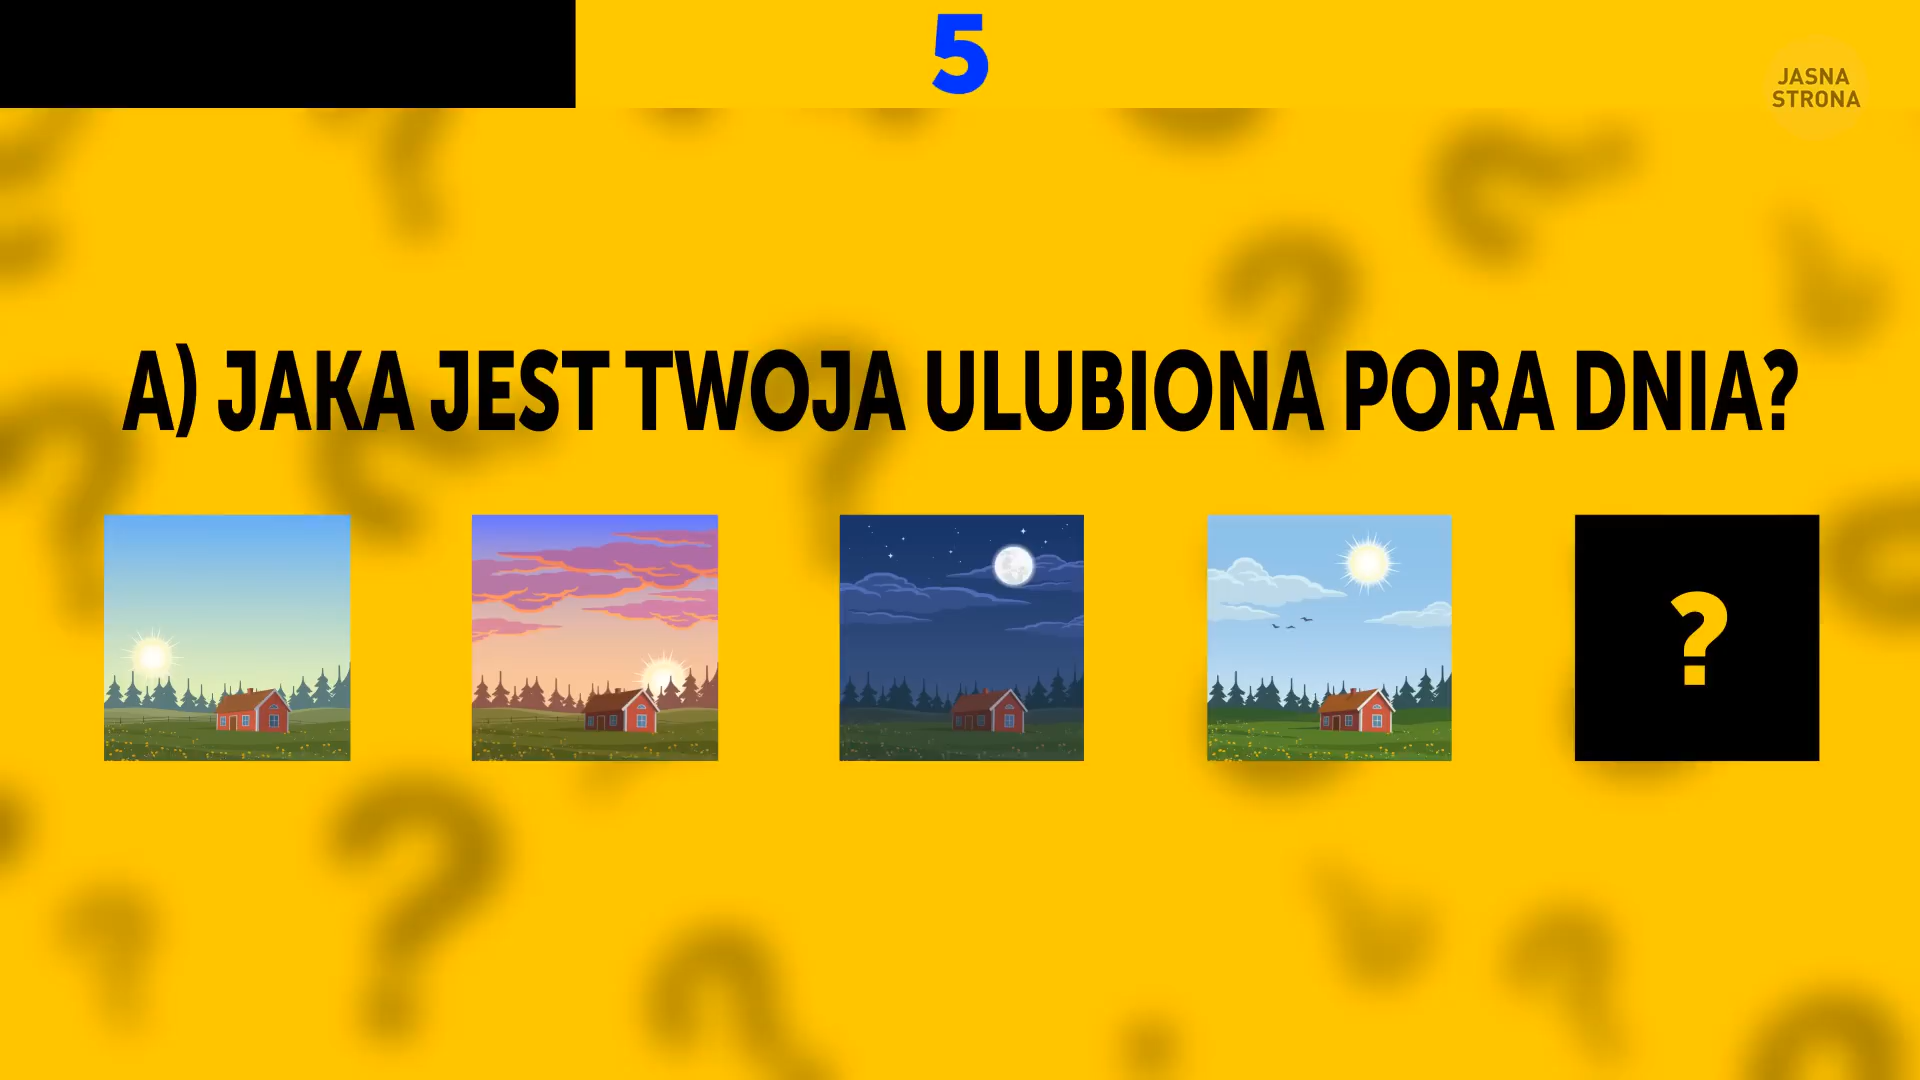 5
JASNA
STRONA
A) JAKA JEST TWOJA ULUBIONA PORA DNIA?
?